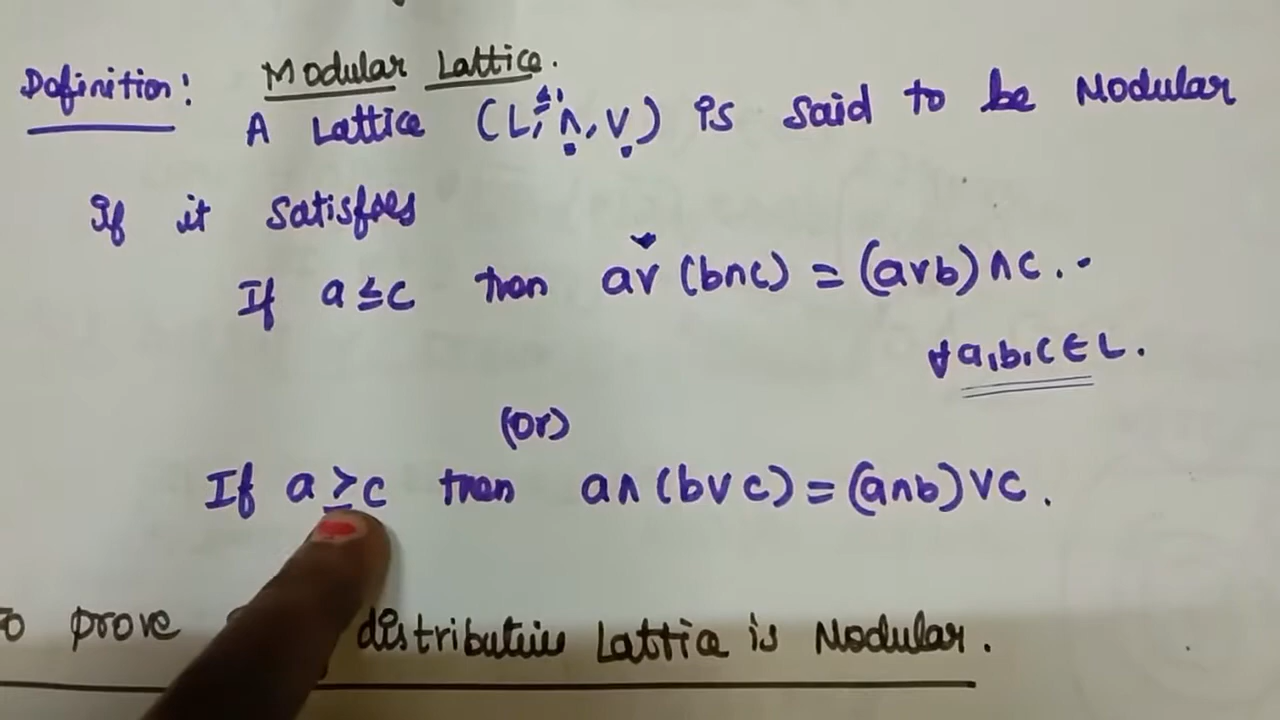 Definition: Modular Lattice.
A Lattice (L, ≤, ∧, ∨) is said to be Modular
If it satisfies
If a ≤ c then a∨(b∧c) = (a∨b)∧c.
∀ a,b,c ∈ L.
(or)
If a ≥ c then a∧(b∨c) = (a∧b)∨c.
To prove distributive Lattice is Modular.